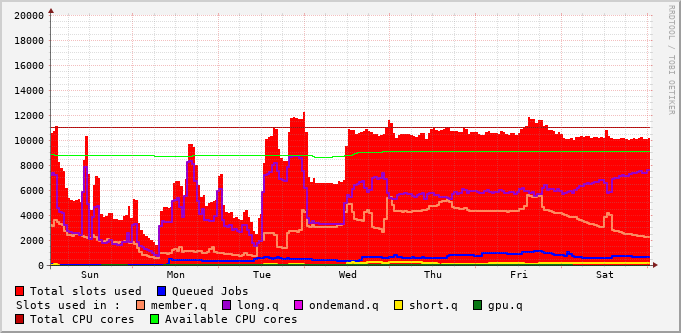 20000
18000
16000
14000
12000
10000
8000
6000
4000
2000
0
Sun Mon Tue Wed Thu Fri Sat
RRDTOOL / TOBI OETIKER
Total slots used Queued Jobs
Slots used in : member.q long.q ondemand.q short.q gpu.q
Total CPU cores Available CPU cores